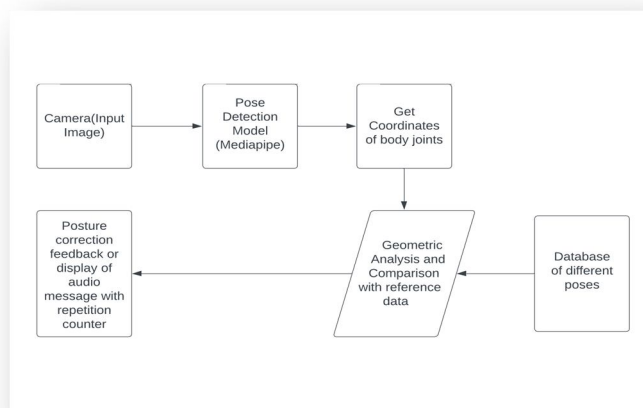 Camera(Input
Image)
Pose
Detection
Model
(Mediapipe)
Get
Coordinates
of body joints
Posture
correction
feedback or
display of
audio
message with
repetition
counter
Geometric
Analysis and
Comparison
with reference
data
Database
of different
poses